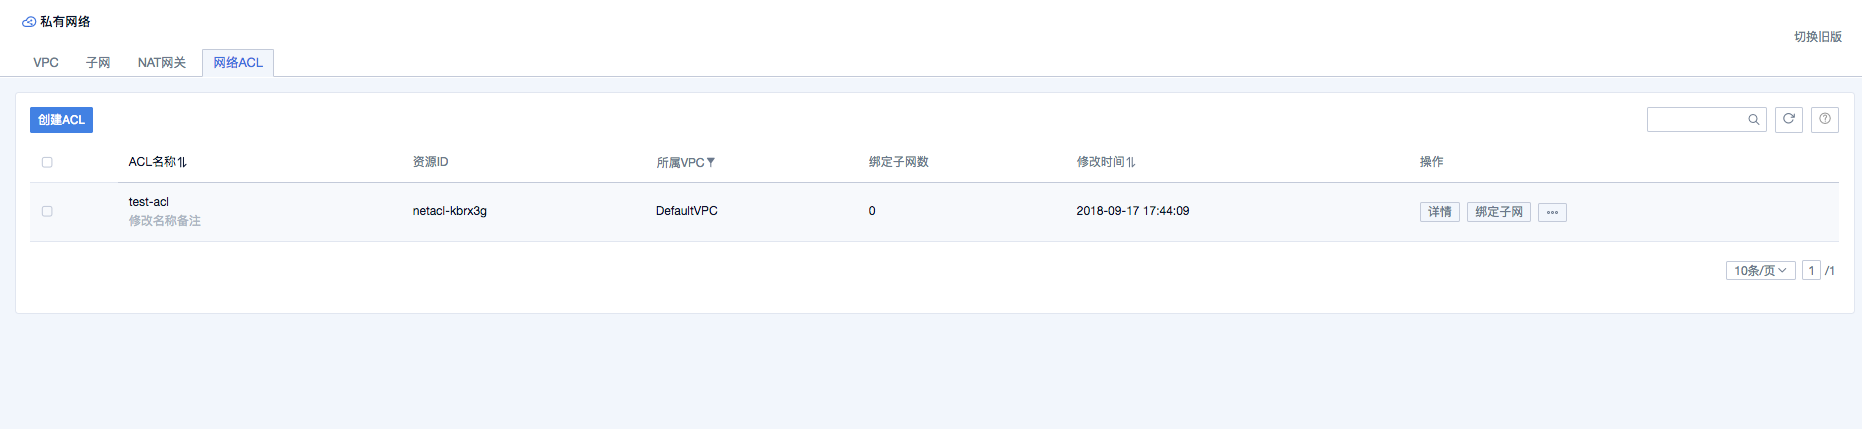 私有网络
切换旧版
VPC 子网 NAT网关 网络ACL
创建ACL
ACL名称 资源ID 所属VPC 绑定子网数 修改时间 操作
test-acl
修改名称备注
netacl-kbrx3g DefaultVPC 0 2018-09-17 17:44:09 详情 绑定子网
10条/页 1 /1